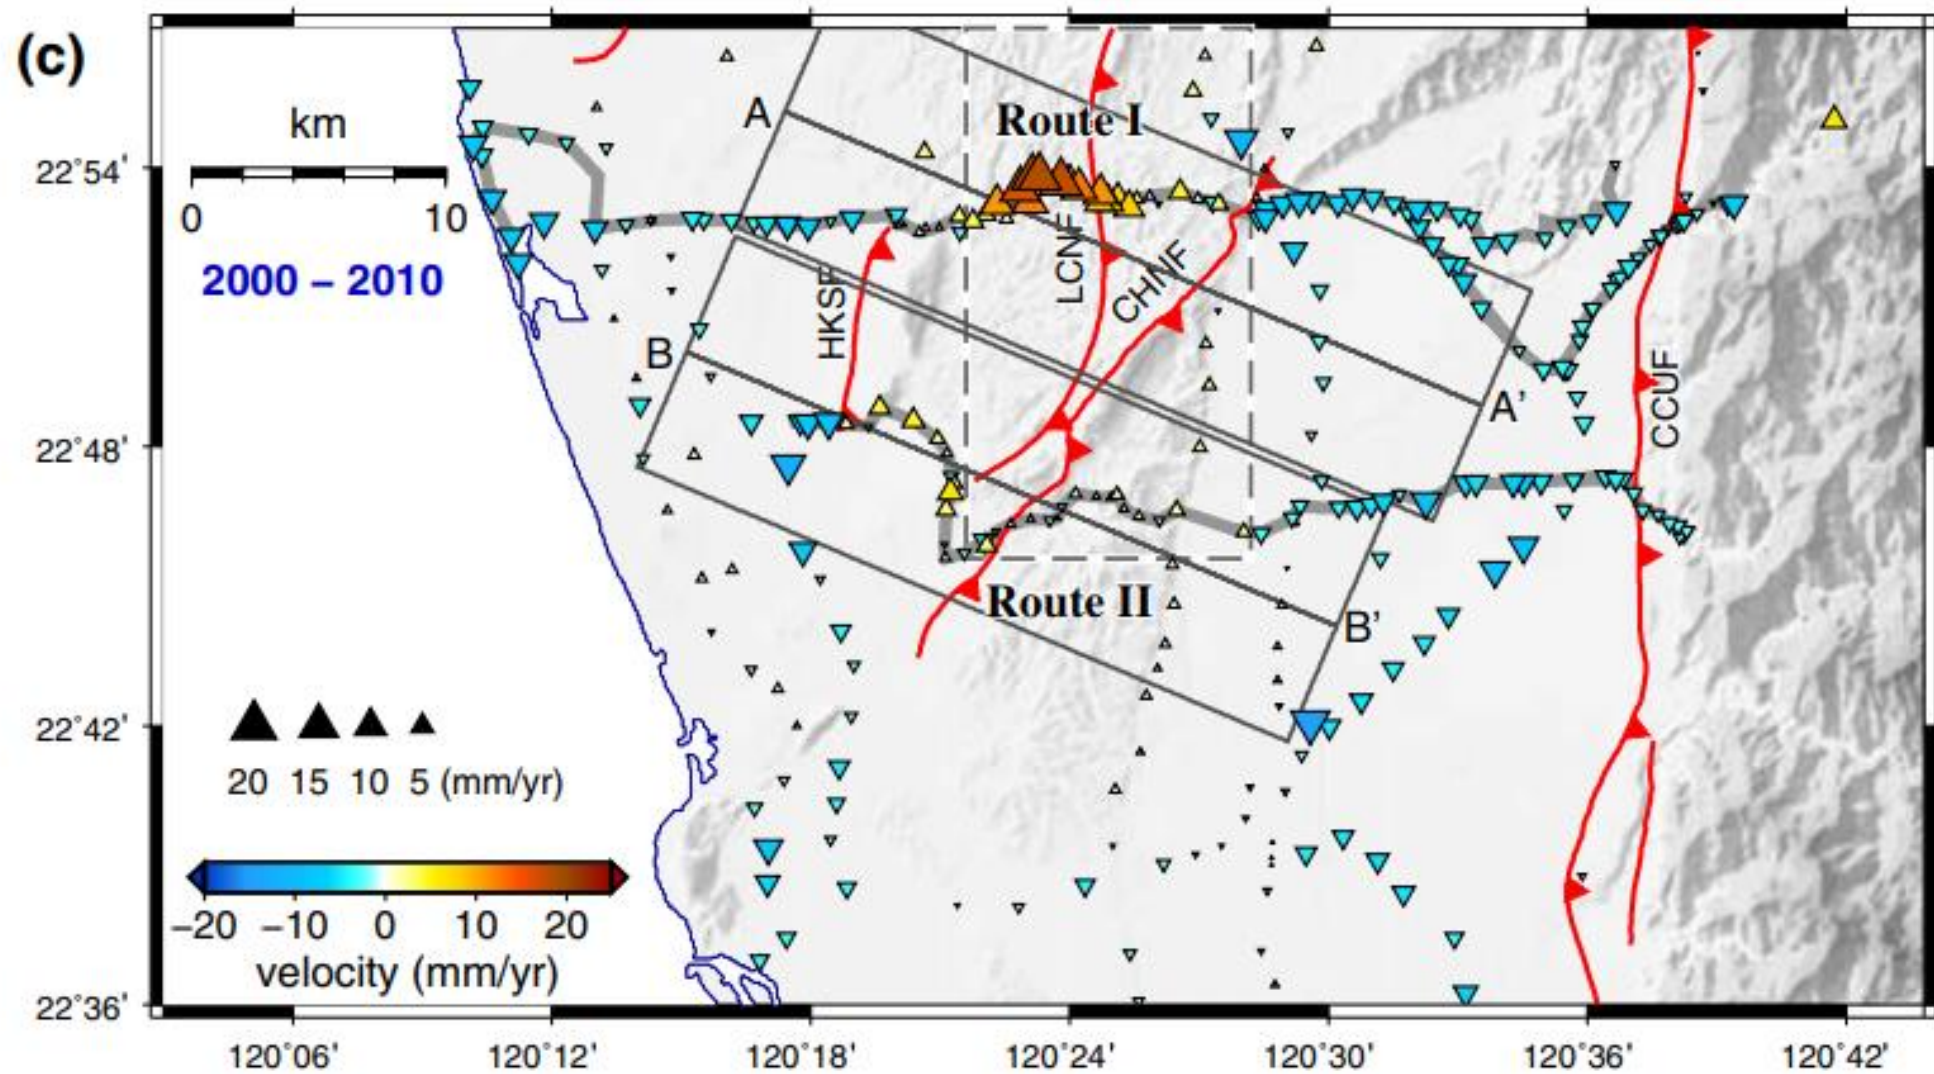 (c)
km
0 10
2000 – 2010
A
Route I
22°54'
LCNF
CHNF
HKSF
B
A'
CCUF
22°48'
Route II
B'
22°42'
20 15 10 5 (mm/yr)
−20 −10 0 10 20
velocity (mm/yr)
22°36'
120°06' 120°12' 120°18' 120°24' 120°30' 120°36' 120°42'